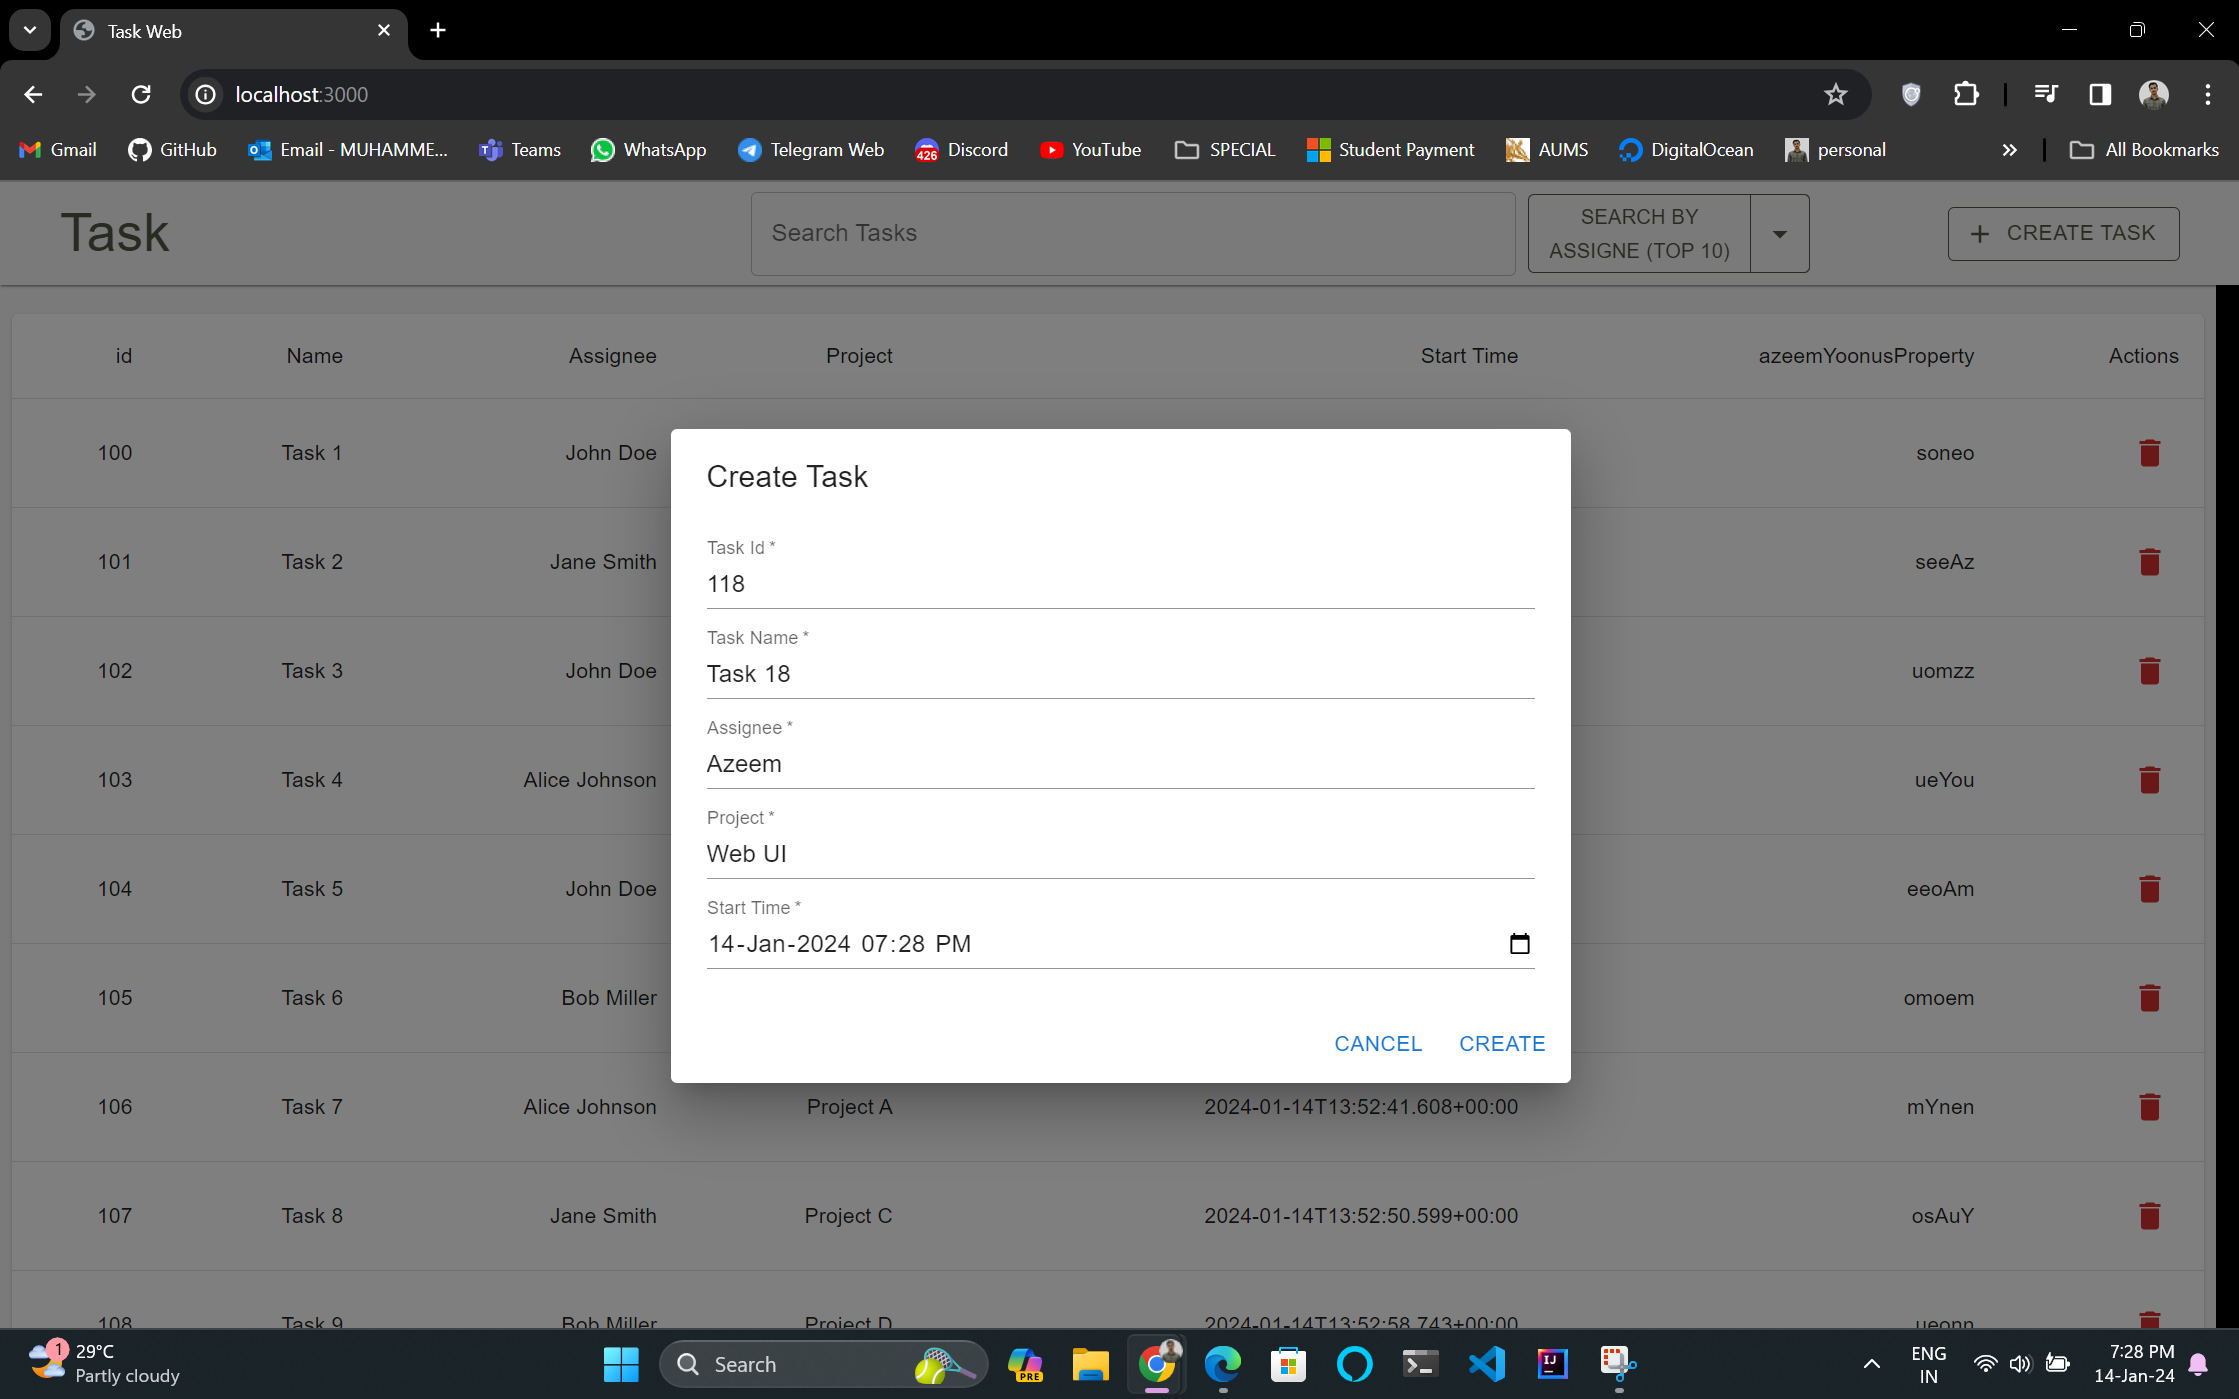 Task Web
localhost:3000
Gmail GitHub Email - MUHAMME... Teams WhatsApp Telegram Web 426 Discord YouTube SPECIAL Student Payment AUMS DigitalOcean personal All Bookmarks
Task
Search Tasks
SEARCH BY
ASSIGNE (TOP 10)
CREATE TASK
id Name Assignee Project Start Time azeemYoonusProperty Actions
100 Task 1 John Doe soneo
101 Task 2 Jane Smith seeAz
102 Task 3 John Doe uomzz
103 Task 4 Alice Johnson ueYou
104 Task 5 John Doe eeoAm
105 Task 6 Bob Miller omoem
Create Task
Task Id *
118
Task Name *
Task 18
Assignee *
Azeem
Project *
Web UI
Start Time *
14-Jan-2024 07:28 PM
CANCEL CREATE
106 Task 7 Alice Johnson Project A 2024-01-14T13:52:41.608+00:00 mYnen
107 Task 8 Jane Smith Project C 2024-01-14T13:52:50.599+00:00 osAuY
108 Task 9 Bob Miller Project D 2024-01-14T13:52:58.743+00:00 ueonn
1 29°C
Partly cloudy
Search
PRE
IJ
ENG
IN
7:28 PM
14-Jan-24